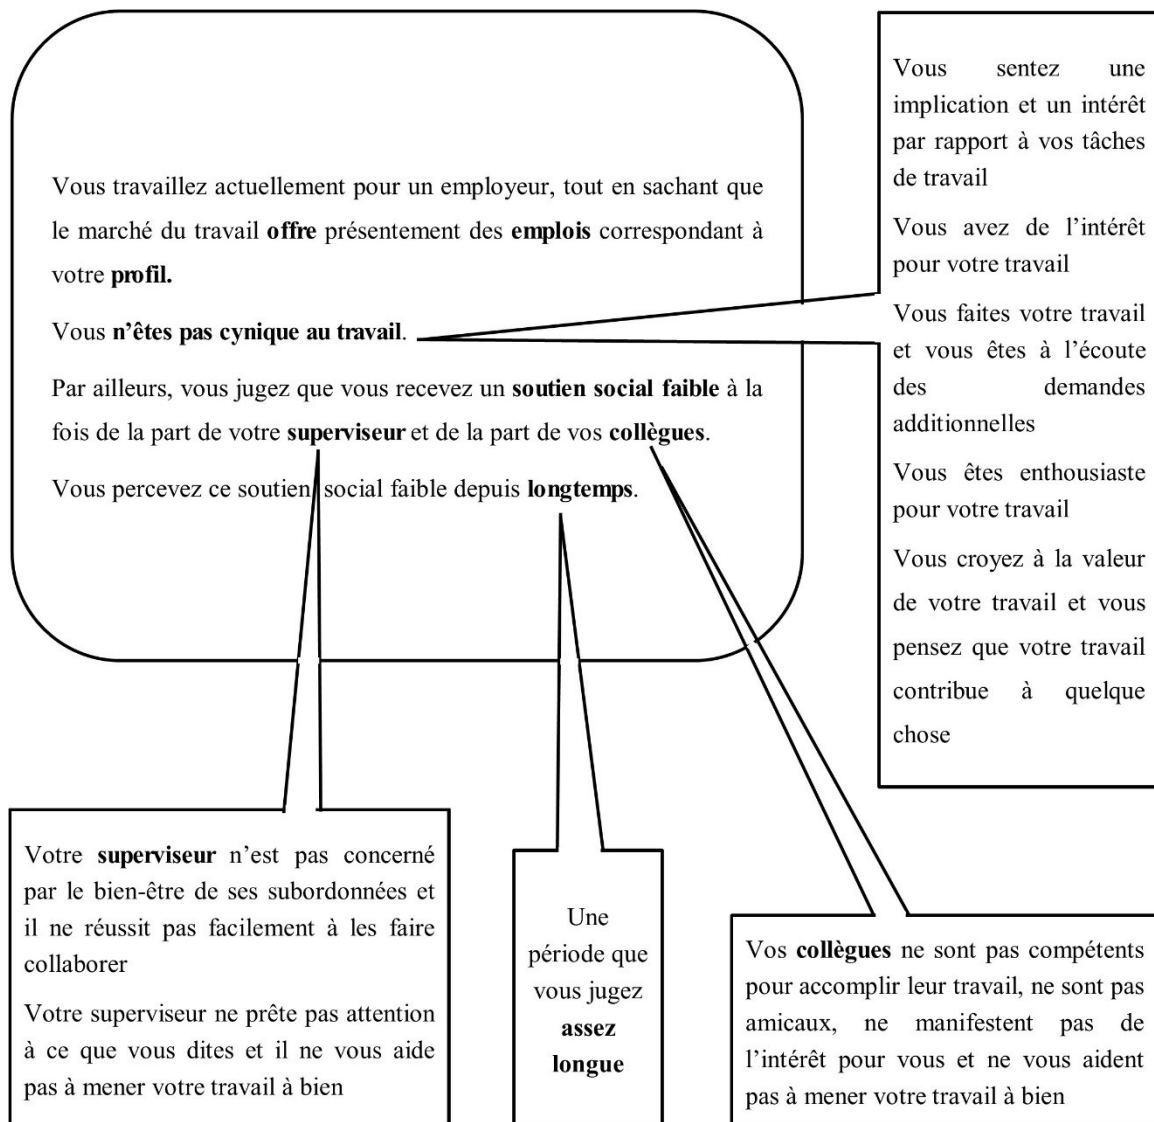 Vous travaillez actuellement pour un employeur, tout en sachant que
le marché du travail offre présentement des emplois correspondant à
votre profil.
Vous n'êtes pas cynique au travail.
Par ailleurs, vous jugez que vous recevez un soutien social faible à la
fois de la part de votre superviseur et de la part de vos collègues.
Vous percevez ce soutien social faible depuis longtemps.
Vous sentez une
implication et un intérêt
par rapport à vos tâches
de travail
Vous avez de l'intérêt
pour votre travail
Vous faites votre travail
et vous êtes à l'écoute
des demandes
additionnelles
Vous êtes enthousiaste
pour votre travail
Vous croyez à la valeur
de votre travail et vous
pensez que votre travail
contribue à quelque
chose
Votre superviseur n'est pas concerné
par le bien-être de ses subordonnées et
il ne réussit pas facilement à les faire
collaborer
Votre superviseur ne prête pas attention
à ce que vous dites et il ne vous aide
pas à mener votre travail à bien
Une
période que
vous jugez
assez
longue
Vos collègues ne sont pas compétents
pour accomplir leur travail, ne sont pas
amicaux, ne manifestent pas de
l'intérêt pour vous et ne vous aident
pas à mener votre travail à bien